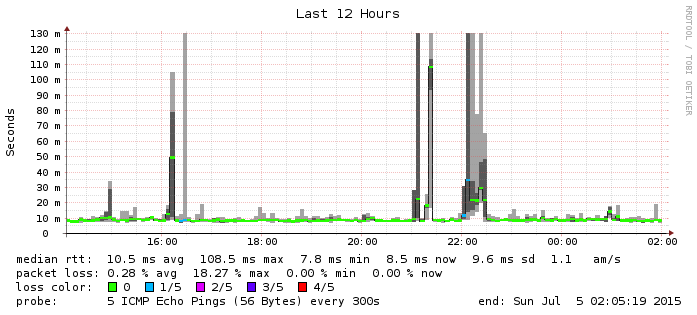 Last 12 Hours
RRDTOOL / TOBI OETIKER
Seconds
130 m
120 m
110 m
100 m
90 m
80 m
70 m
60 m
50 m
40 m
30 m
20 m
10 m
0
16:00 18:00 20:00 22:00 00:00 02:00
median rtt: 10.5 ms avg 108.5 ms max 7.8 ms min 8.5 ms now 9.6 ms sd 1.1 am/s
packet loss: 0.28 % avg 18.27 % max 0.00 % min 0.00 % now
loss color: 0 1/5 2/5 3/5 4/5
probe: 5 ICMP Echo Pings (56 Bytes) every 300s end: Sun Jul 5 02:05:19 2015